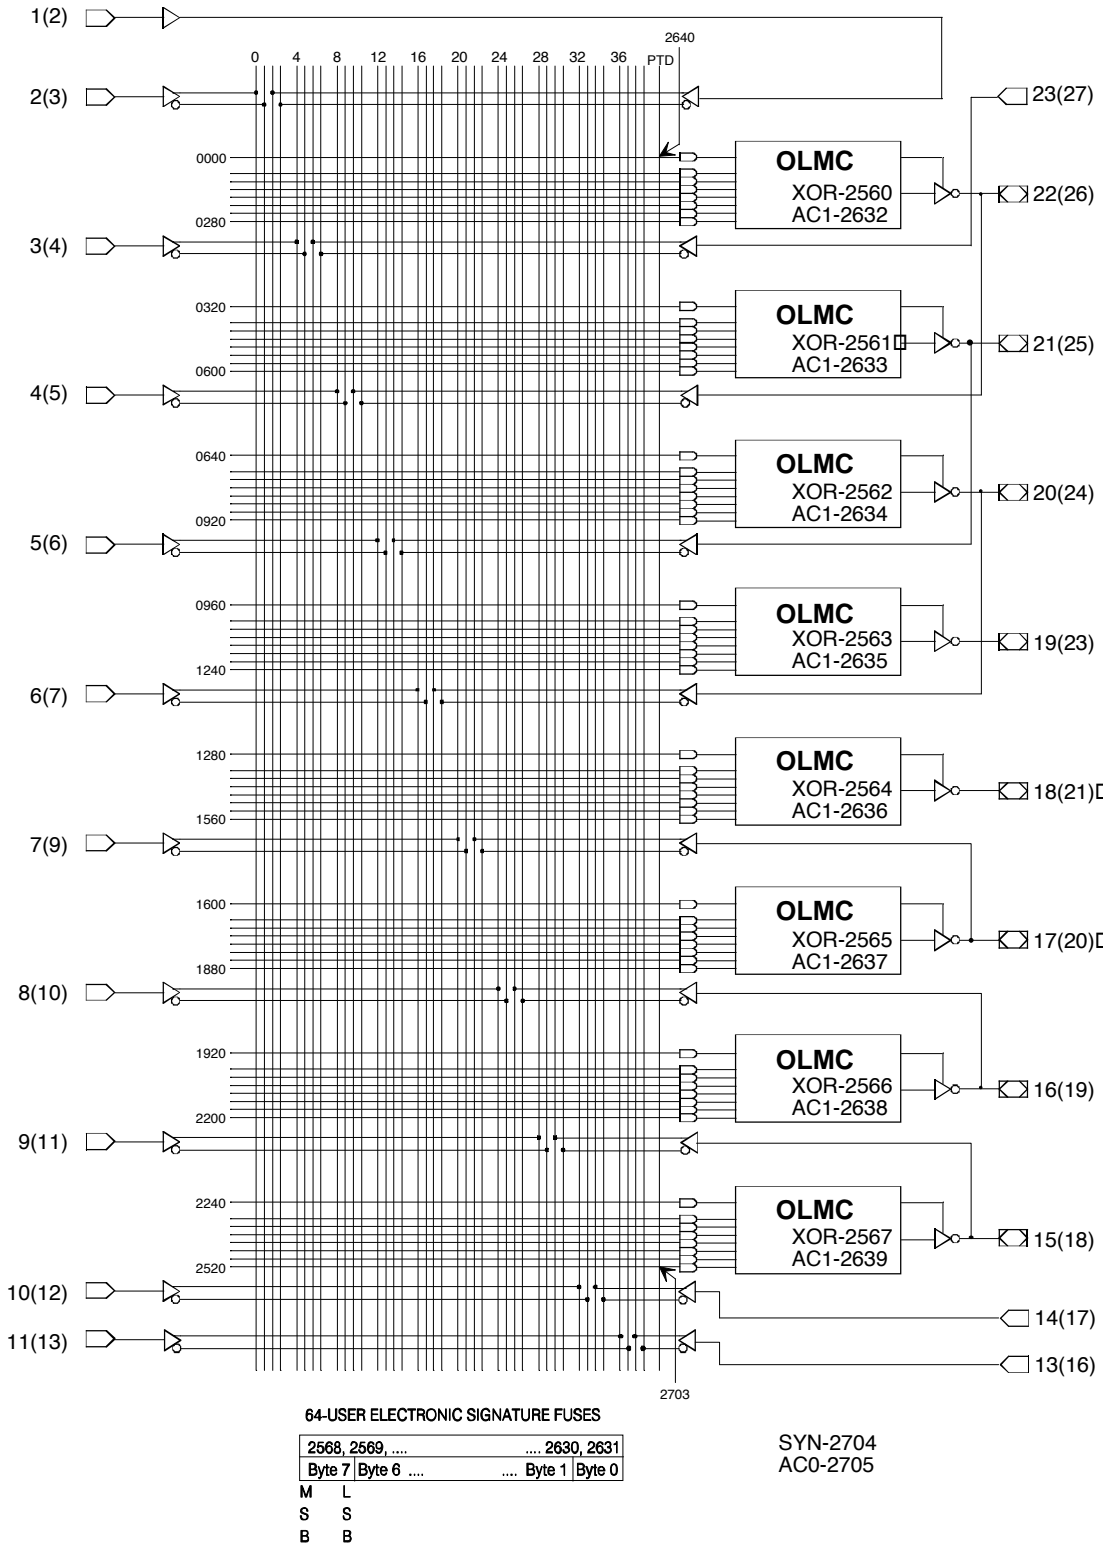 1(2)
2640
0 4 8 12 16 20 24 28 32 36 PTD
2(3)
23(27)
0000
OLMC
XOR-2560
AC1-2632
22(26)
0280
3(4)
0320
OLMC
XOR-2561
AC1-2633
21(25)
0600
4(5)
0640
OLMC
XOR-2562
AC1-2634
20(24)
0920
5(6)
0960
OLMC
XOR-2563
AC1-2635
19(23)
1240
6(7)
1280
OLMC
XOR-2564
AC1-2636
18(21)
1560
7(9)
1600
OLMC
XOR-2565
AC1-2637
17(20)
1880
8(10)
1920
OLMC
XOR-2566
AC1-2638
16(19)
2200
9(11)
2240
OLMC
XOR-2567
AC1-2639
15(18)
2520
10(12)
14(17)
11(13)
13(16)
2703
64-USER ELECTRONIC SIGNATURE FUSES
2568, 2569, .... .... 2630, 2631
Byte 7 Byte 6 .... .... Byte 1 Byte 0
M L
S S
B B
SYN-2704
AC0-2705